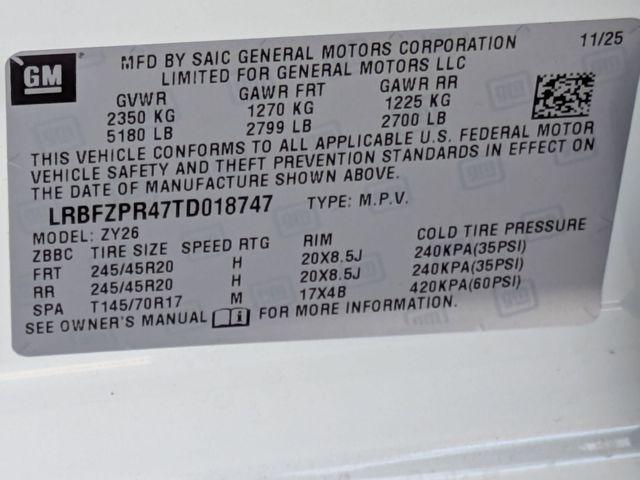 GM
MFD BY SAIC GENERAL MOTORS CORPORATION 11/25
LIMITED FOR GENERAL MOTORS LLC
GVWR GAWR FRT GAWR RR
2350 KG 1270 KG 1225 KG
5180 LB 2799 LB 2700 LB
THIS VEHICLE CONFORMS TO ALL APPLICABLE U.S. FEDERAL MOTOR
VEHICLE SAFETY AND THEFT PREVENTION STANDARDS IN EFFECT ON
THE DATE OF MANUFACTURE SHOWN ABOVE.
LRBFZPR47TD018747 TYPE: M.P.V.
MODEL: ZY26
ZBBC TIRE SIZE SPEED RTG RIM COLD TIRE PRESSURE
FRT 245/45R20 H 20X8.5J 240KPA(35PSI)
RR 245/45R20 H 20X8.5J 240KPA(35PSI)
SPA T145/70R17 M 17X4B 420KPA(60PSI)
SEE OWNER'S MANUAL i FOR MORE INFORMATION.